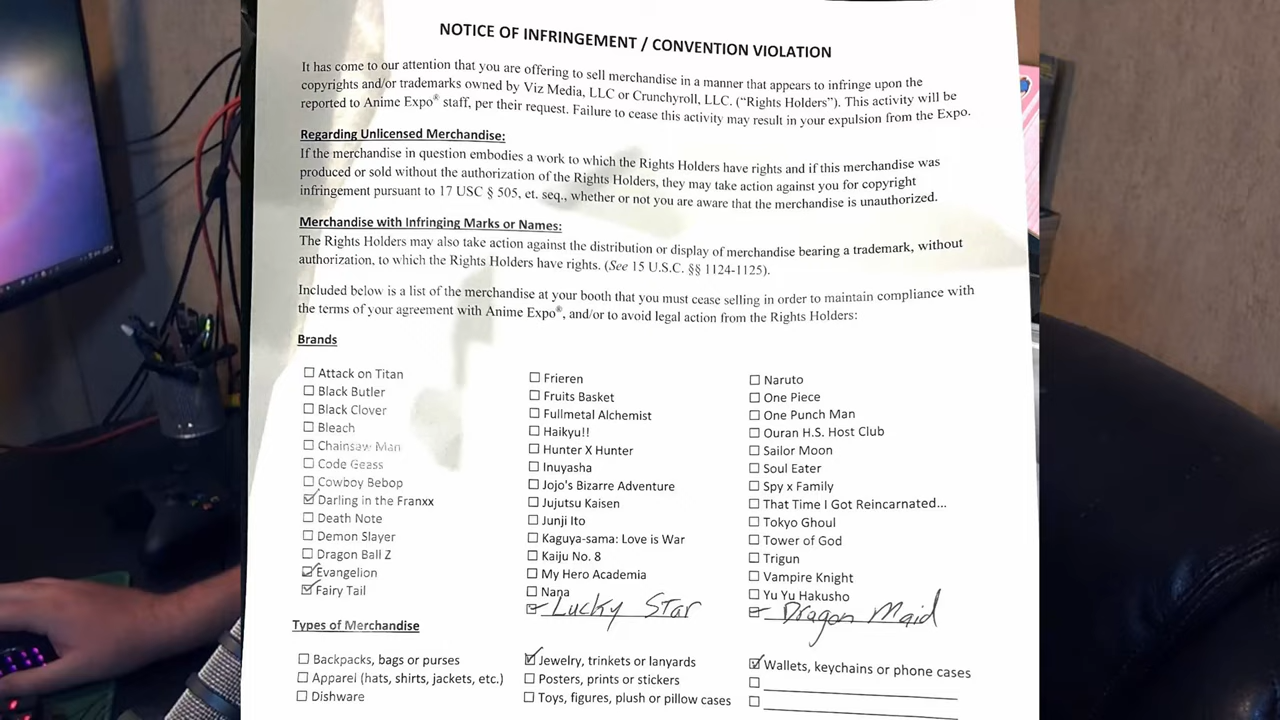 NOTICE OF INFRINGEMENT / CONVENTION VIOLATION
It has come to our attention that you are offering to sell merchandise in a manner that appears to infringe upon the
copyrights and/or trademarks owned by Viz Media, LLC or Crunchyroll, LLC. (“Rights Holders”). This activity will be
reported to Anime Expo® staff, per their request. Failure to cease this activity may result in your expulsion from the Expo.
Regarding Unlicensed Merchandise:
If the merchandise in question embodies a work to which the Rights Holders have rights and if this merchandise was
produced or sold without the authorization of the Rights Holders, they may take action against you for copyright
infringement pursuant to 17 USC § 505, et. seq., whether or not you are aware that the merchandise is unauthorized.
Merchandise with Infringing Marks or Names:
The Rights Holders may also take action against the distribution or display of merchandise bearing a trademark, without
authorization, to which the Rights Holders have rights. (See 15 U.S.C. §§ 1124-1125).
Included below is a list of the merchandise at your booth that you must cease selling in order to maintain compliance with
the terms of your agreement with Anime Expo®, and/or to avoid legal action from the Rights Holders:
Brands
☐ Attack on Titan
☐ Black Butler
☐ Black Clover
☐ Bleach
☐ Chainsaw Man
☐ Code Geass
☐ Cowboy Bebop
☑ Darling in the Franxx
☐ Death Note
☐ Demon Slayer
☐ Dragon Ball Z
☑ Evangelion
☑ Fairy Tail
☐ Frieren
☐ Fruits Basket
☐ Fullmetal Alchemist
☐ Haikyu!!
☐ Hunter X Hunter
☐ Inuyasha
☐ Jojo's Bizarre Adventure
☐ Jujutsu Kaisen
☐ Junji Ito
☐ Kaguya-sama: Love is War
☐ Kaiju No. 8
☐ My Hero Academia
☐ Nana
☑ Lucky Star
☐ Naruto
☐ One Piece
☐ One Punch Man
☐ Ouran H.S. Host Club
☐ Sailor Moon
☐ Soul Eater
☐ Spy x Family
☐ That Time I Got Reincarnated...
☐ Tokyo Ghoul
☐ Tower of God
☐ Trigun
☐ Vampire Knight
☐ Yu Yu Hakusho
☑ Dragon Maid
Types of Merchandise
☐ Backpacks, bags or purses
☐ Apparel (hats, shirts, jackets, etc.)
☐ Dishware
☑ Jewelry, trinkets or lanyards
☐ Posters, prints or stickers
☐ Toys, figures, plush or pillow cases
☑ Wallets, keychains or phone cases